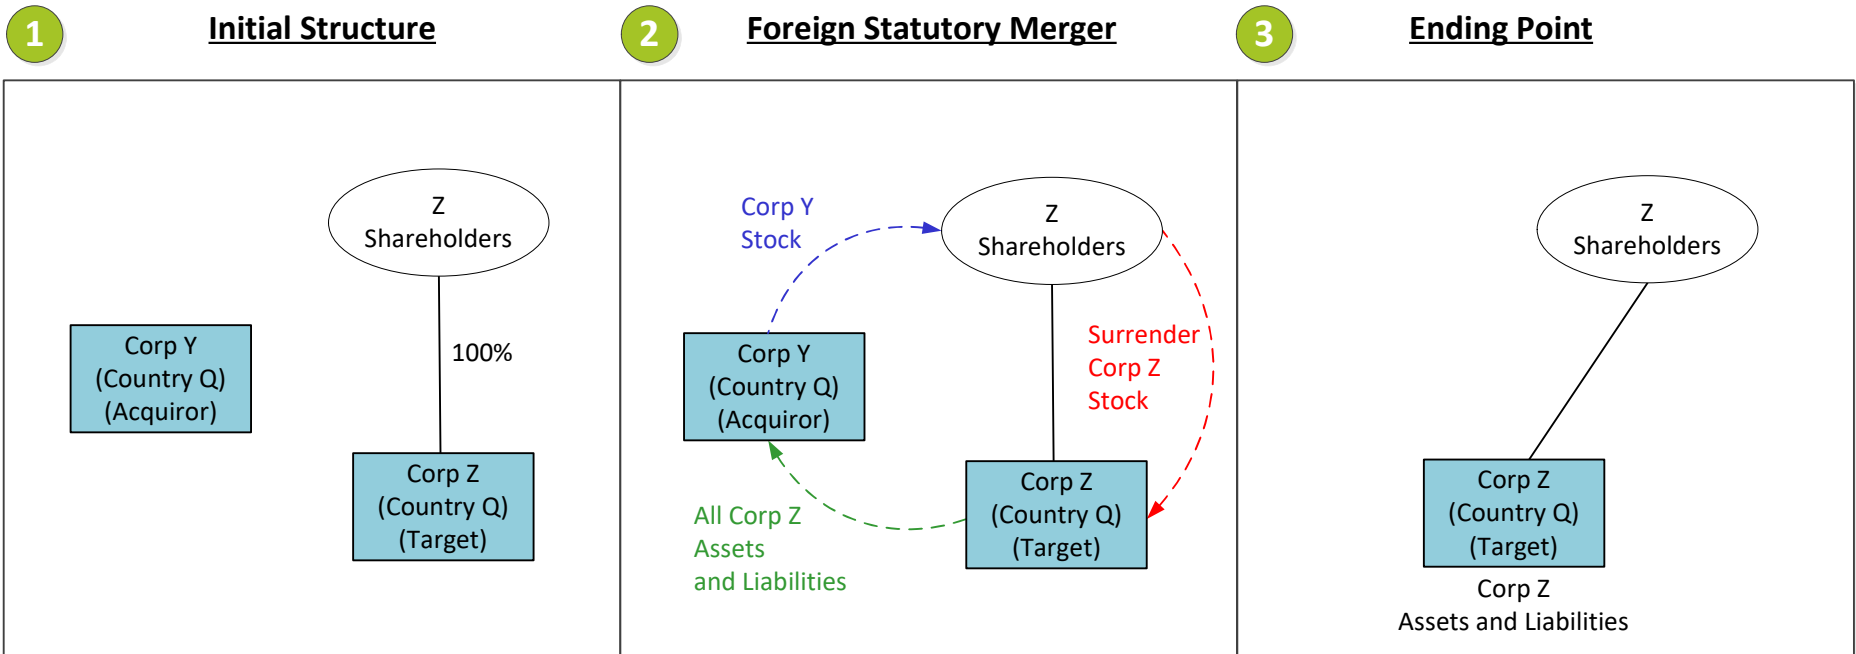 1
Initial Structure
2
Foreign Statutory Merger
3
Ending Point
Z
Shareholders
100%
Corp Y
(Country Q)
(Acquiror)
Corp Z
(Country Q)
(Target)
Corp Y
Stock
Z
Shareholders
Surrender
Corp Z
Stock
Corp Y
(Country Q)
(Acquiror)
Corp Z
(Country Q)
(Target)
All Corp Z
Assets
and Liabilities
Z
Shareholders
Corp Z
(Country Q)
(Target)
Corp Z
Assets and Liabilities